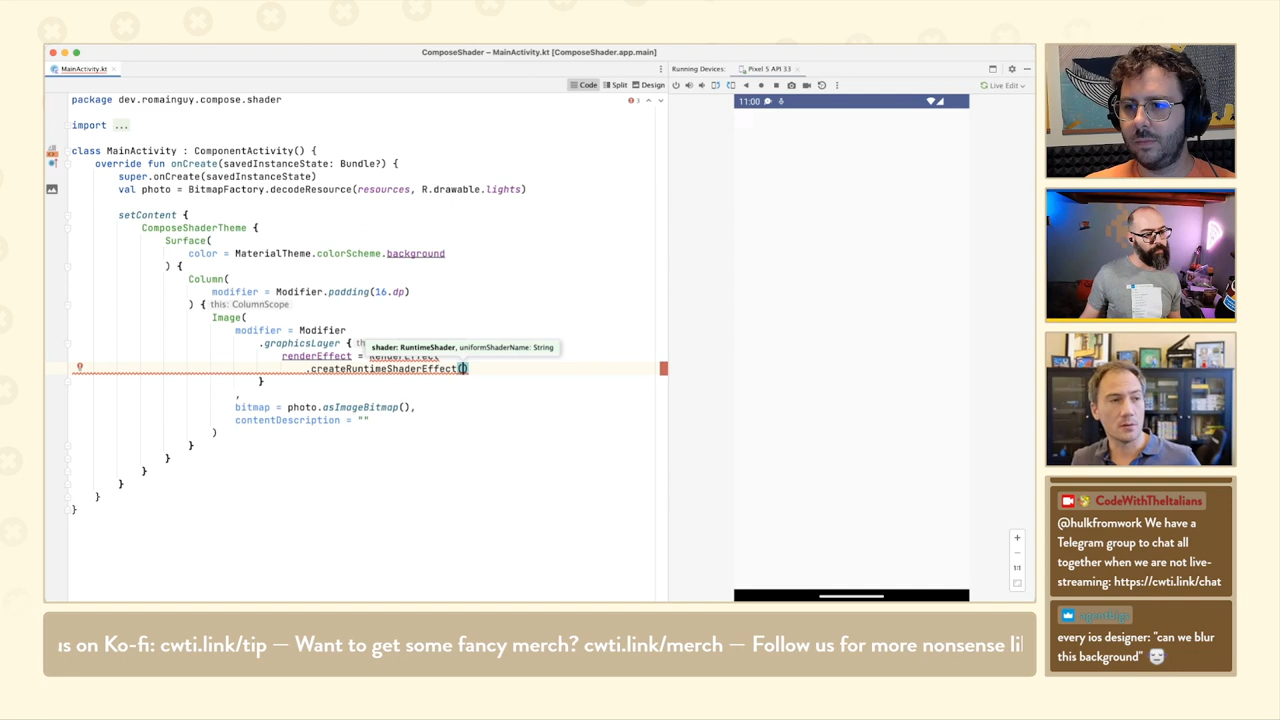 ComposeShader – MainActivity.kt [ComposeShader.app.main]
MainActivity.kt
Running Devices:
Pixel 5 API 33
Code
Split
Design
Live Edit
3
11:00
package dev.romainguy.compose.shader
import ...
class MainActivity : ComponentActivity() {
override fun onCreate(savedInstanceState: Bundle?) {
super.onCreate(savedInstanceState)
val photo = BitmapFactory.decodeResource(resources, R.drawable.lights)
setContent {
ComposeShaderTheme {
Surface(
color = MaterialTheme.colorScheme.background
) {
Column(
modifier = Modifier.padding(16.dp)
) { this: ColumnScope
Image(
modifier = Modifier
.graphicsLayer {
shader: RuntimeShader, uniformShaderName: String
renderEffect = RenderEffect
.createRuntimeShaderEffect()
}
,
bitmap = photo.asImageBitmap(),
contentDescription = ""
)
}
}
}
}
}
}
+
−
1:1
CodeWithTheItalians
@hulkfromwork We have a
Telegram group to chat all
together when we are not live-
streaming: https://cwti.link/chat
every ios designer: "can we blur
this background"
us on Ko-fi: cwti.link/tip — Want to get some fancy merch? cwti.link/merch — Follow us for more nonsense